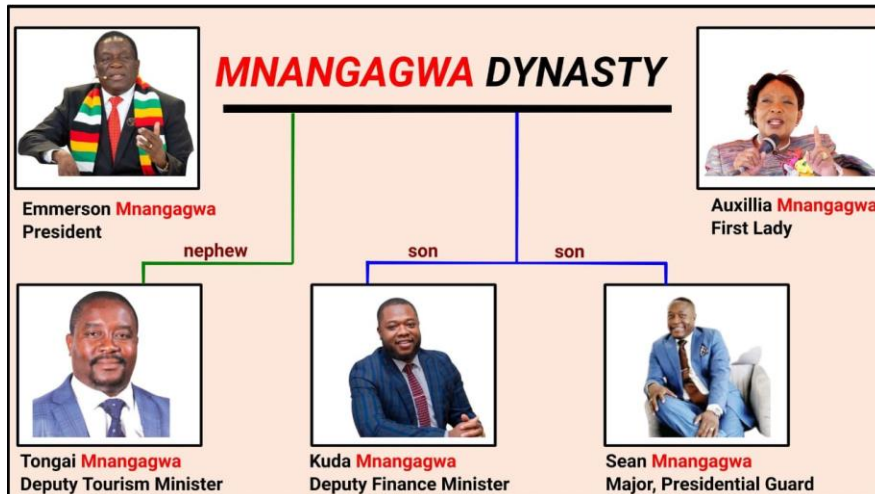 MNANGAGWA DYNASTY
Emmerson Mnangagwa
President
Auxillia Mnangagwa
First Lady
nephew
son
son
Tongai Mnangagwa
Deputy Tourism Minister
Kuda Mnangagwa
Deputy Finance Minister
Sean Mnangagwa
Major, Presidential Guard